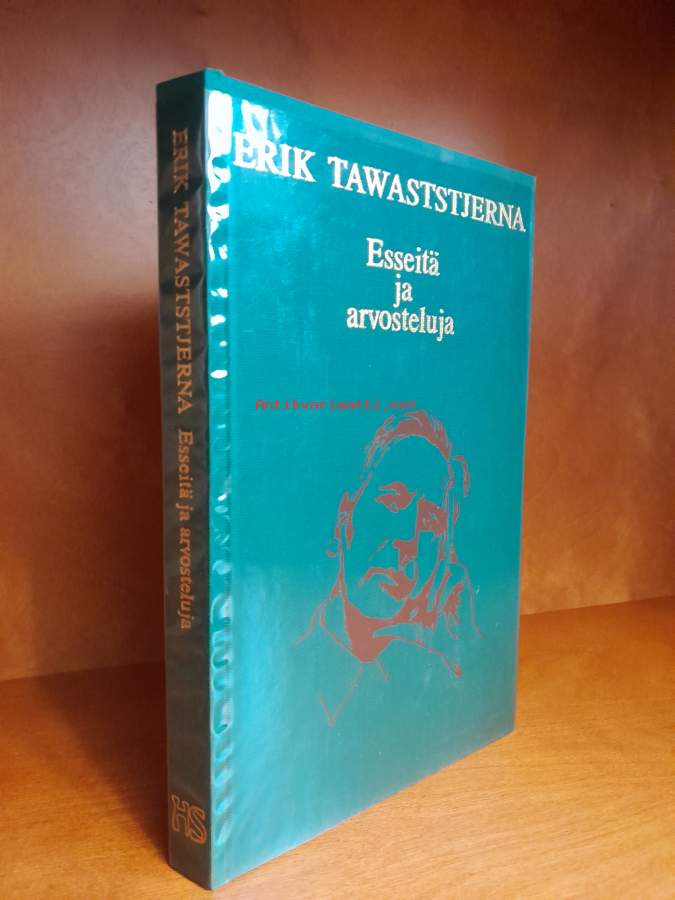 ERIK TAWASTSTJERNA
Esseitä
ja
arvosteluja
ERIK TAWASTSTJERNA Esseitä ja arvosteluja
HS
Antikvariaatti.net